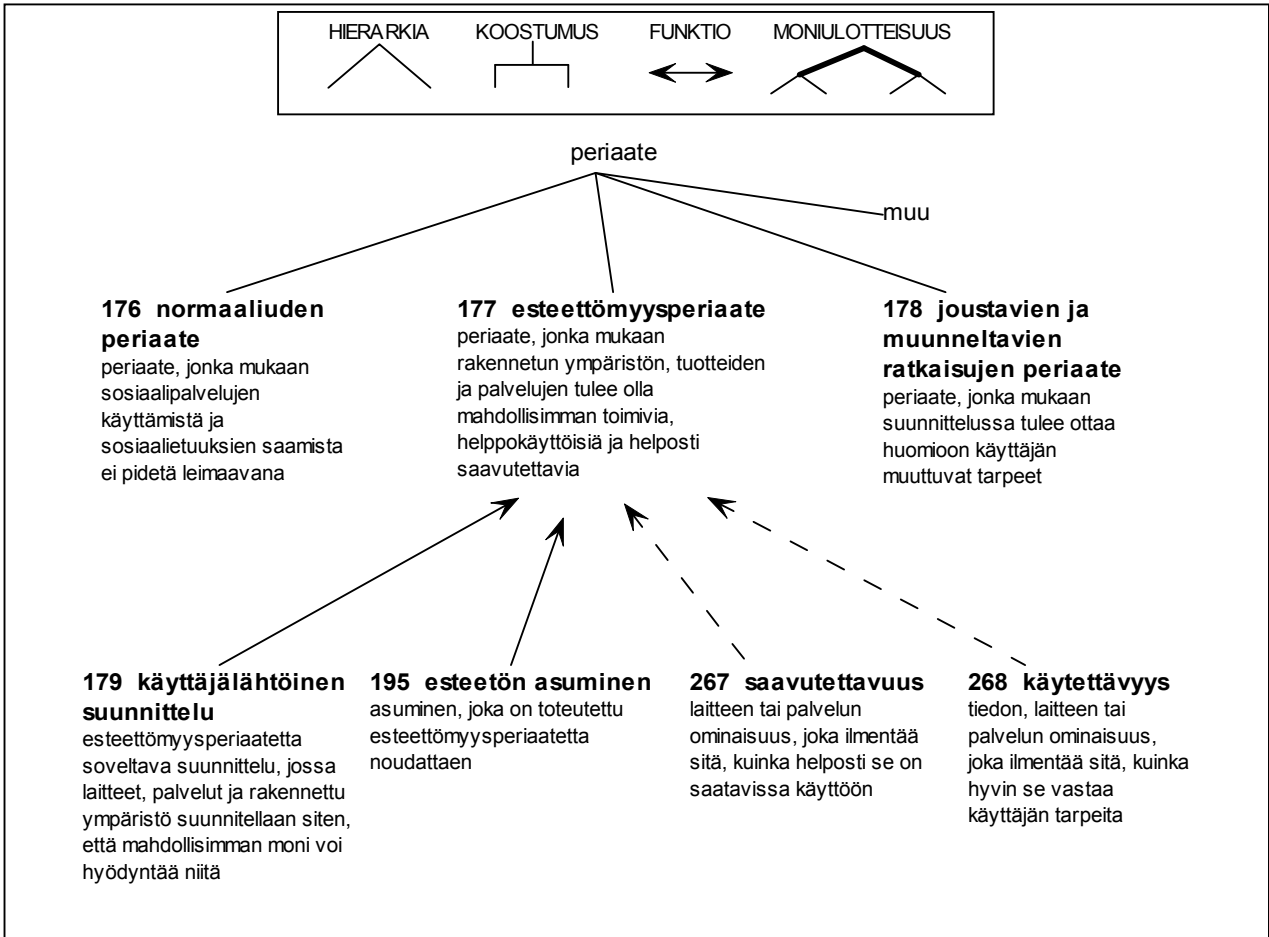 HIERARKIA KOOSTUMUS FUNKTIO MONIULOTTEISUUS
periaate
muu
176 normaaliuden
periaate
periaate, jonka mukaan
sosiaalipalvelujen
käyttämistä ja
sosiaalietuuksien saamista
ei pidetä leimaavana
177 esteettömyysperiaate
periaate, jonka mukaan
rakennetun ympäristön, tuotteiden
ja palvelujen tulee olla
mahdollisimman toimivia,
helppokäyttöisiä ja helposti
saavutettavia
178 joustavien ja
muunneltavien
ratkaisujen periaate
periaate, jonka mukaan
suunnittelussa tulee ottaa
huomioon käyttäjän
muuttuvat tarpeet
179 käyttäjälähtöinen
suunnittelu
esteettömyysperiaatetta
soveltava suunnittelu, jossa
laitteet, palvelut ja rakennettu
ympäristö suunnitellaan siten,
että mahdollisimman moni voi
hyödyntää niitä
195 esteetön asuminen
asuminen, joka on toteutettu
esteettömyysperiaatetta
noudattaen
267 saavutettavuus
laitteen tai palvelun
ominaisuus, joka ilmentää
sitä, kuinka helposti se on
saatavissa käyttöön
268 käytettävyys
tiedon, laitteen tai
palvelun ominaisuus,
joka ilmentää sitä, kuinka
hyvin se vastaa
käyttäjän tarpeita